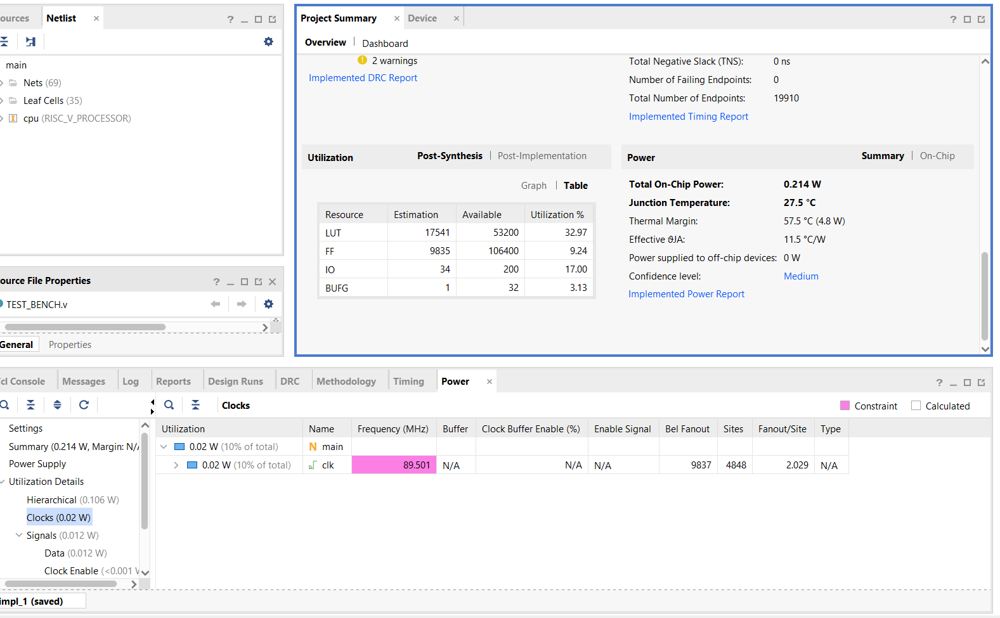 ources
Netlist
main
Nets (69)
Leaf Cells (35)
cpu (RISC_V_PROCESSOR)
ource File Properties
TEST_BENCH.v
General
Properties
Project Summary
Device
Overview
Dashboard
2 warnings
Implemented DRC Report
Total Negative Slack (TNS): 0 ns
Number of Failing Endpoints: 0
Total Number of Endpoints: 19910
Implemented Timing Report
Utilization
Post-Synthesis | Post-Implementation
Graph | Table
Resource Estimation Available Utilization %
LUT 17541 53200 32.97
FF 9835 106400 9.24
IO 34 200 17.00
BUFG 1 32 3.13
Power
Summary | On-Chip
Total On-Chip Power: 0.214 W
Junction Temperature: 27.5 °C
Thermal Margin: 57.5 °C (4.8 W)
Effective ϑJA: 11.5 °C/W
Power supplied to off-chip devices: 0 W
Confidence level: Medium
Implemented Power Report
cl Console Messages Log Reports Design Runs DRC Methodology Timing Power
Settings
Summary (0.214 W, Margin: N/
Power Supply
Utilization Details
Hierarchical (0.106 W)
Clocks (0.02 W)
Signals (0.012 W)
Data (0.012 W)
Clock Enable (<0.001
Clocks
Constraint
Calculated
Utilization Name Frequency (MHz) Buffer Clock Buffer Enable (%) Enable Signal Bel Fanout Sites Fanout/Site Type
0.02 W (10% of total) N main
0.02 W (10% of total) clk 89.501 N/A N/A N/A 9837 4848 2.029 N/A
impl_1 (saved)